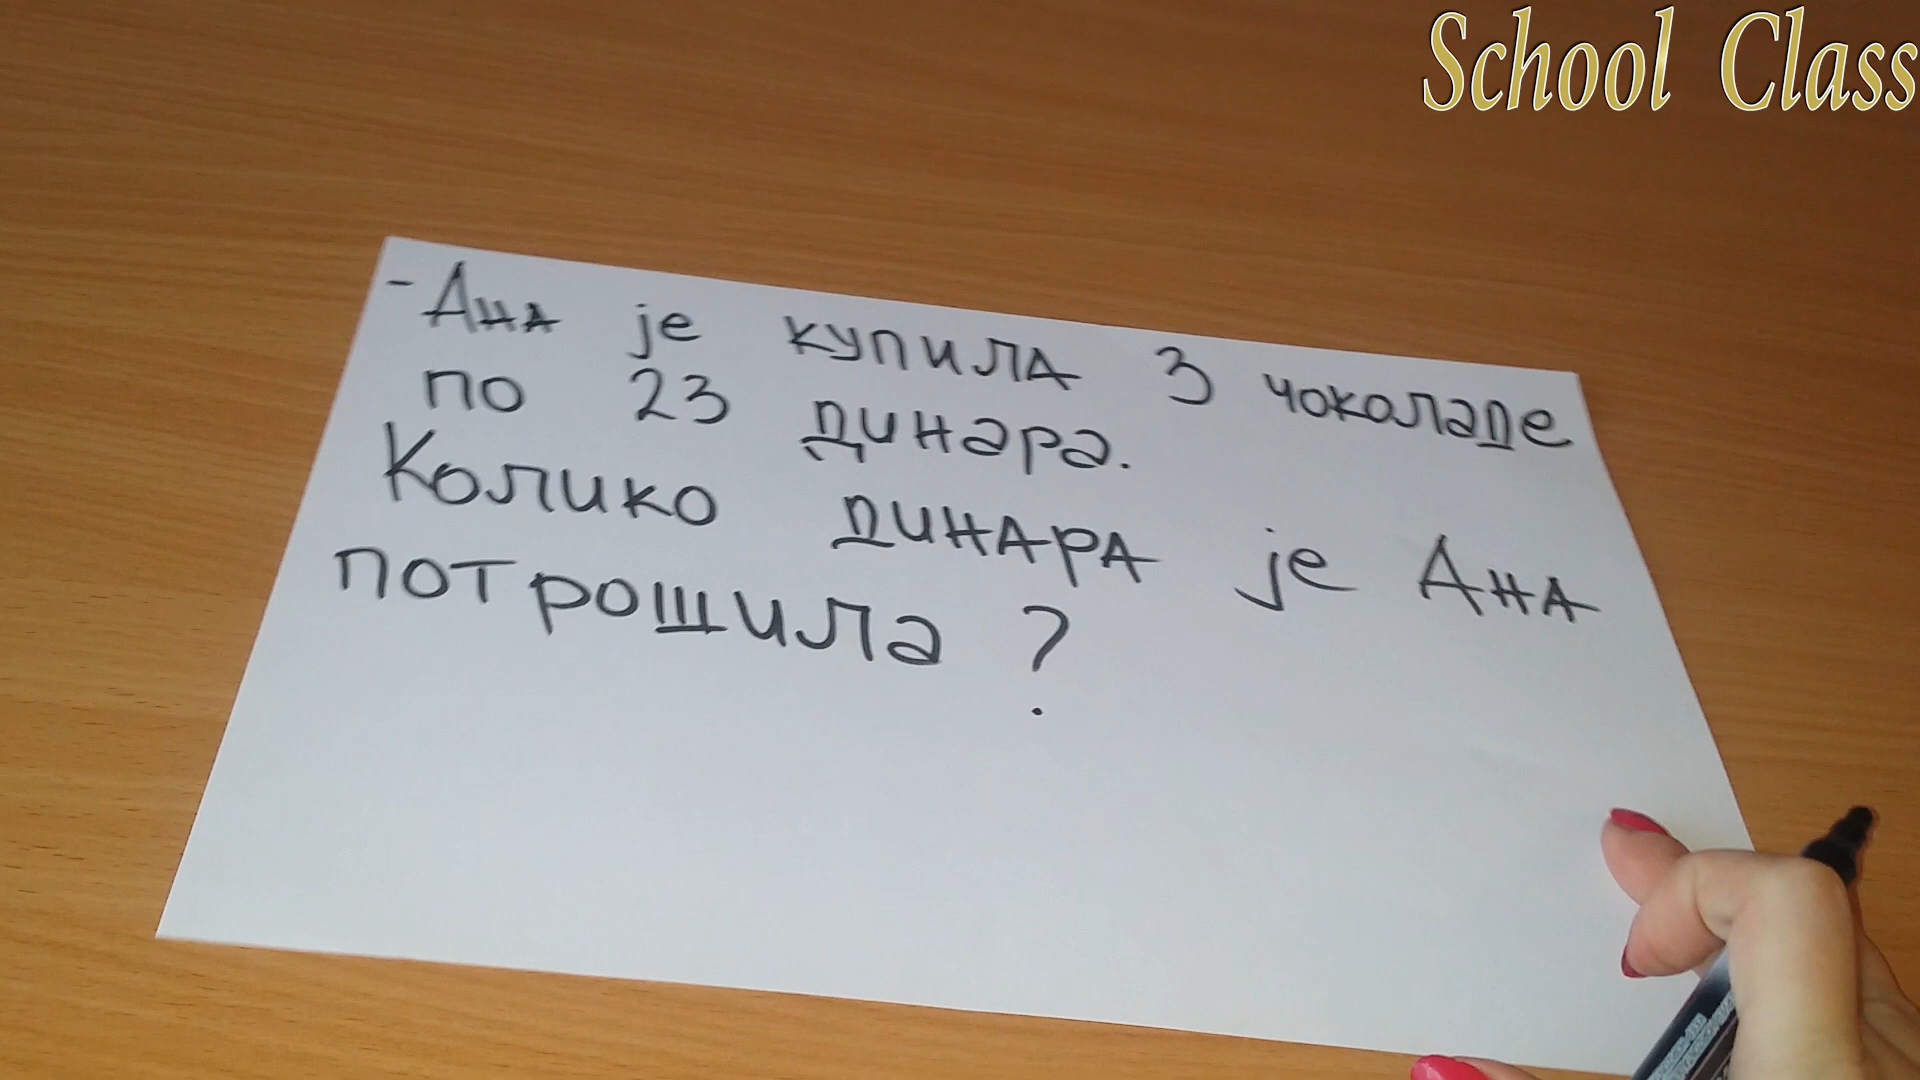 School Class
- Ана је купила 3 чоколаде
по 23 динара.
Колико динара је Ана
потрошила ?